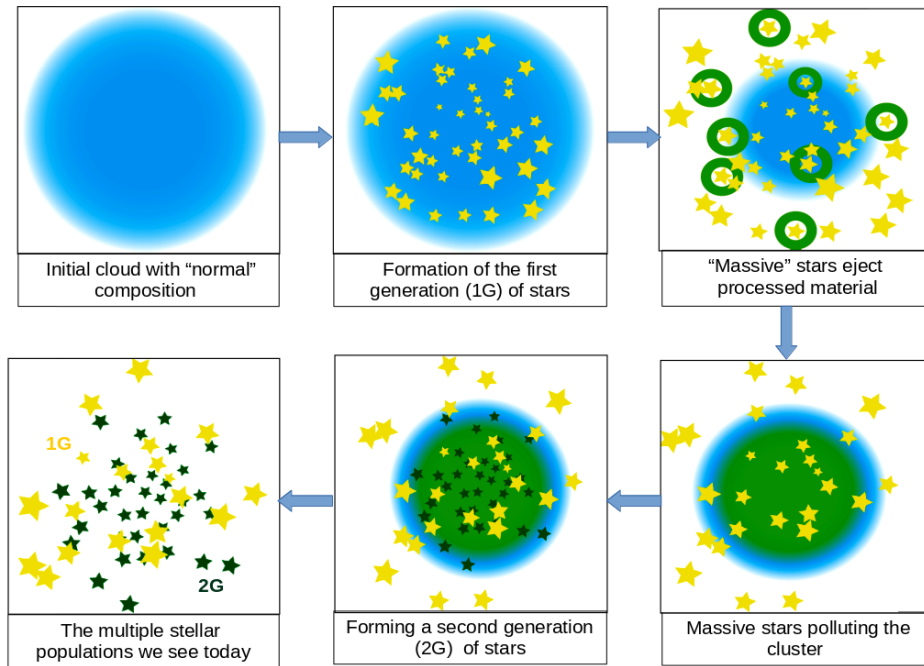 Initial cloud with “normal”
composition
Formation of the first
generation (1G) of stars
“Massive” stars eject
processed material
1G
2G
The multiple stellar
populations we see today
Forming a second generation
(2G) of stars
Massive stars polluting the
cluster